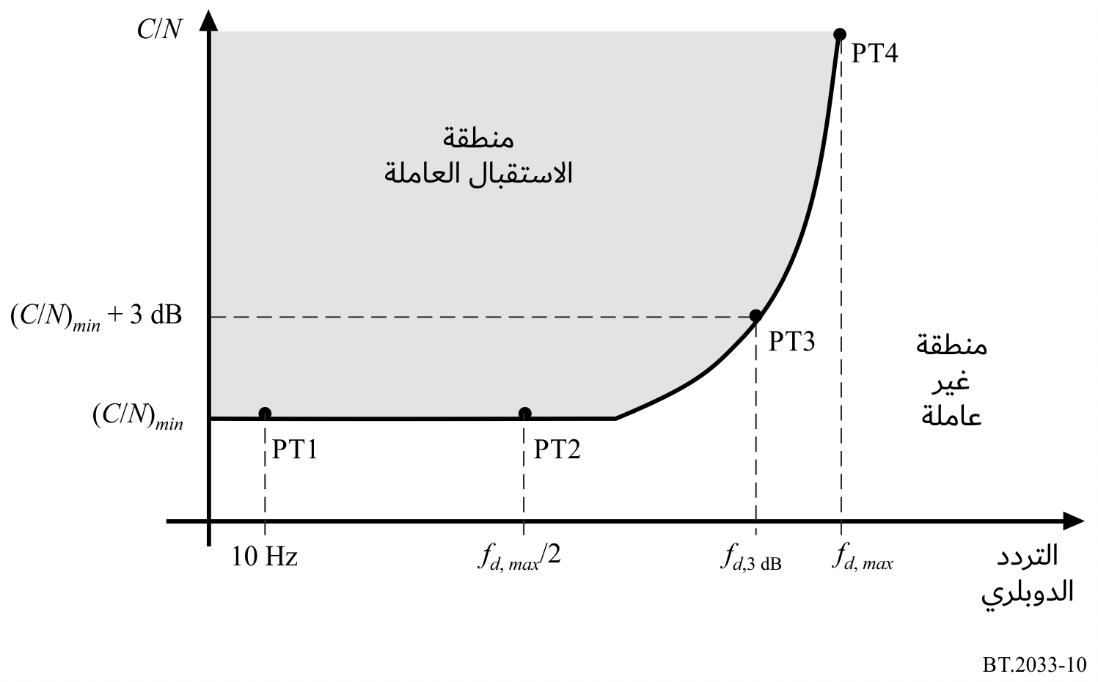 C/N
PT4
منطقة
الاستقبال العاملة
(C/N)min + 3 dB
PT3
منطقة
غير
عاملة
(C/N)min
PT1
PT2
10 Hz
fd, max/2
fd,3 dB
fd, max
التردد
الدوبلري
BT.2033-10